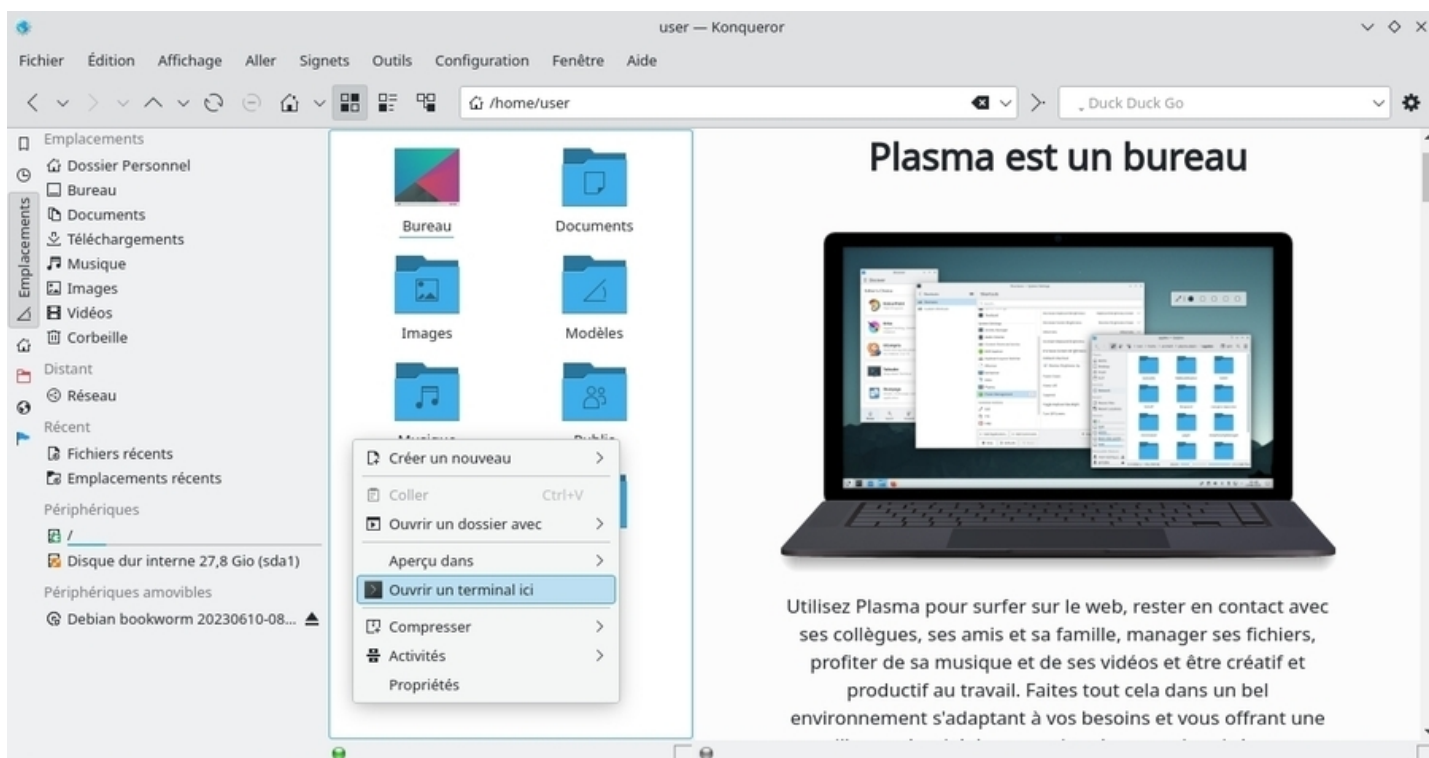 user — Konqueror
Fichier Édition Affichage Aller Signets Outils Configuration Fenêtre Aide
/home/user
Duck Duck Go
Emplacements
Emplacements
Dossier Personnel
Bureau
Documents
Téléchargements
Musique
Images
Vidéos
Corbeille
Distant
Réseau
Récent
Fichiers récents
Emplacements récents
Périphériques
/
Disque dur interne 27,8 Gio (sda1)
Périphériques amovibles
Debian bookworm 20230610-08...
Bureau
Documents
Images
Modèles
Musique
Public
Créer un nouveau
Coller Ctrl+V
Ouvrir un dossier avec
Aperçu dans
Ouvrir un terminal ici
Compresser
Activités
Propriétés
Plasma est un bureau
Utilisez Plasma pour surfer sur le web, rester en contact avec
ses collègues, ses amis et sa famille, manager ses fichiers,
profiter de sa musique et de ses vidéos et être créatif et
productif au travail. Faites tout cela dans un bel
environnement s'adaptant à vos besoins et vous offrant une